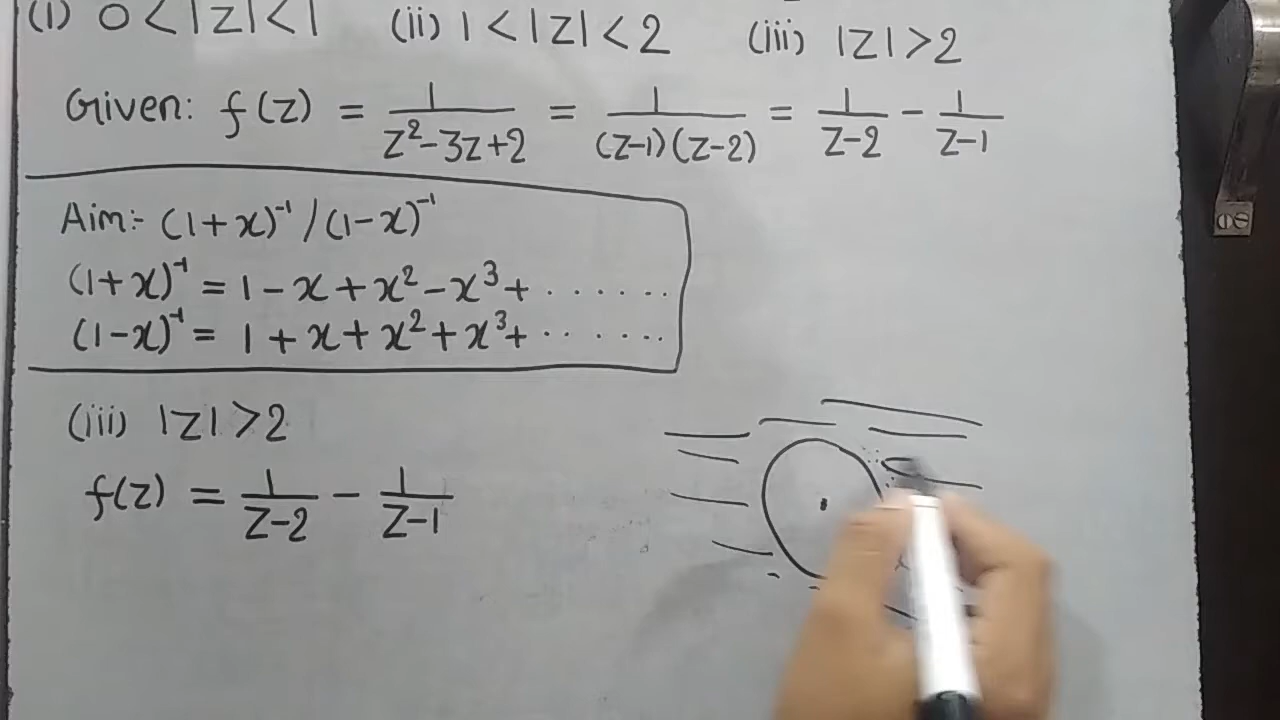 (i) 0 < |z| < 1 (ii) 1 < |z| < 2 (iii) |z| > 2
Given: f(z) = 1/(z²-3z+2) = 1/((z-1)(z-2)) = 1/(z-2) - 1/(z-1)
Aim:- (1+x)⁻¹ / (1-x)⁻¹
(1+x)⁻¹ = 1 - x + x² - x³ + ......
(1-x)⁻¹ = 1 + x + x² + x³ + ......
(iii) |z| > 2
f(z) = 1/(z-2) - 1/(z-1)